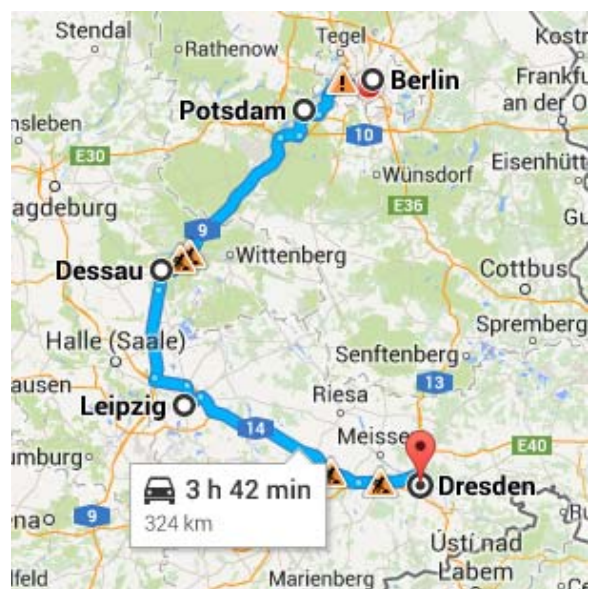 Stendal
Tegel
Kostr
Rathenow
Berlin
Frankfu
an der O
Potsdam
nsleben
10
E30
Wünsdorf
Eisenhütt
agdeburg
E36
Gu
9
Wittenberg
Dessau
Cottbus
Halle (Saale)
Spremberg
Senftenberg
ausen
13
Riesa
Leipzig
14
Meisse
E40
umburg
3 h 42 min
324 km
Dresden
ena
9
Ústí nad
Labem
lfeld
Marienberg